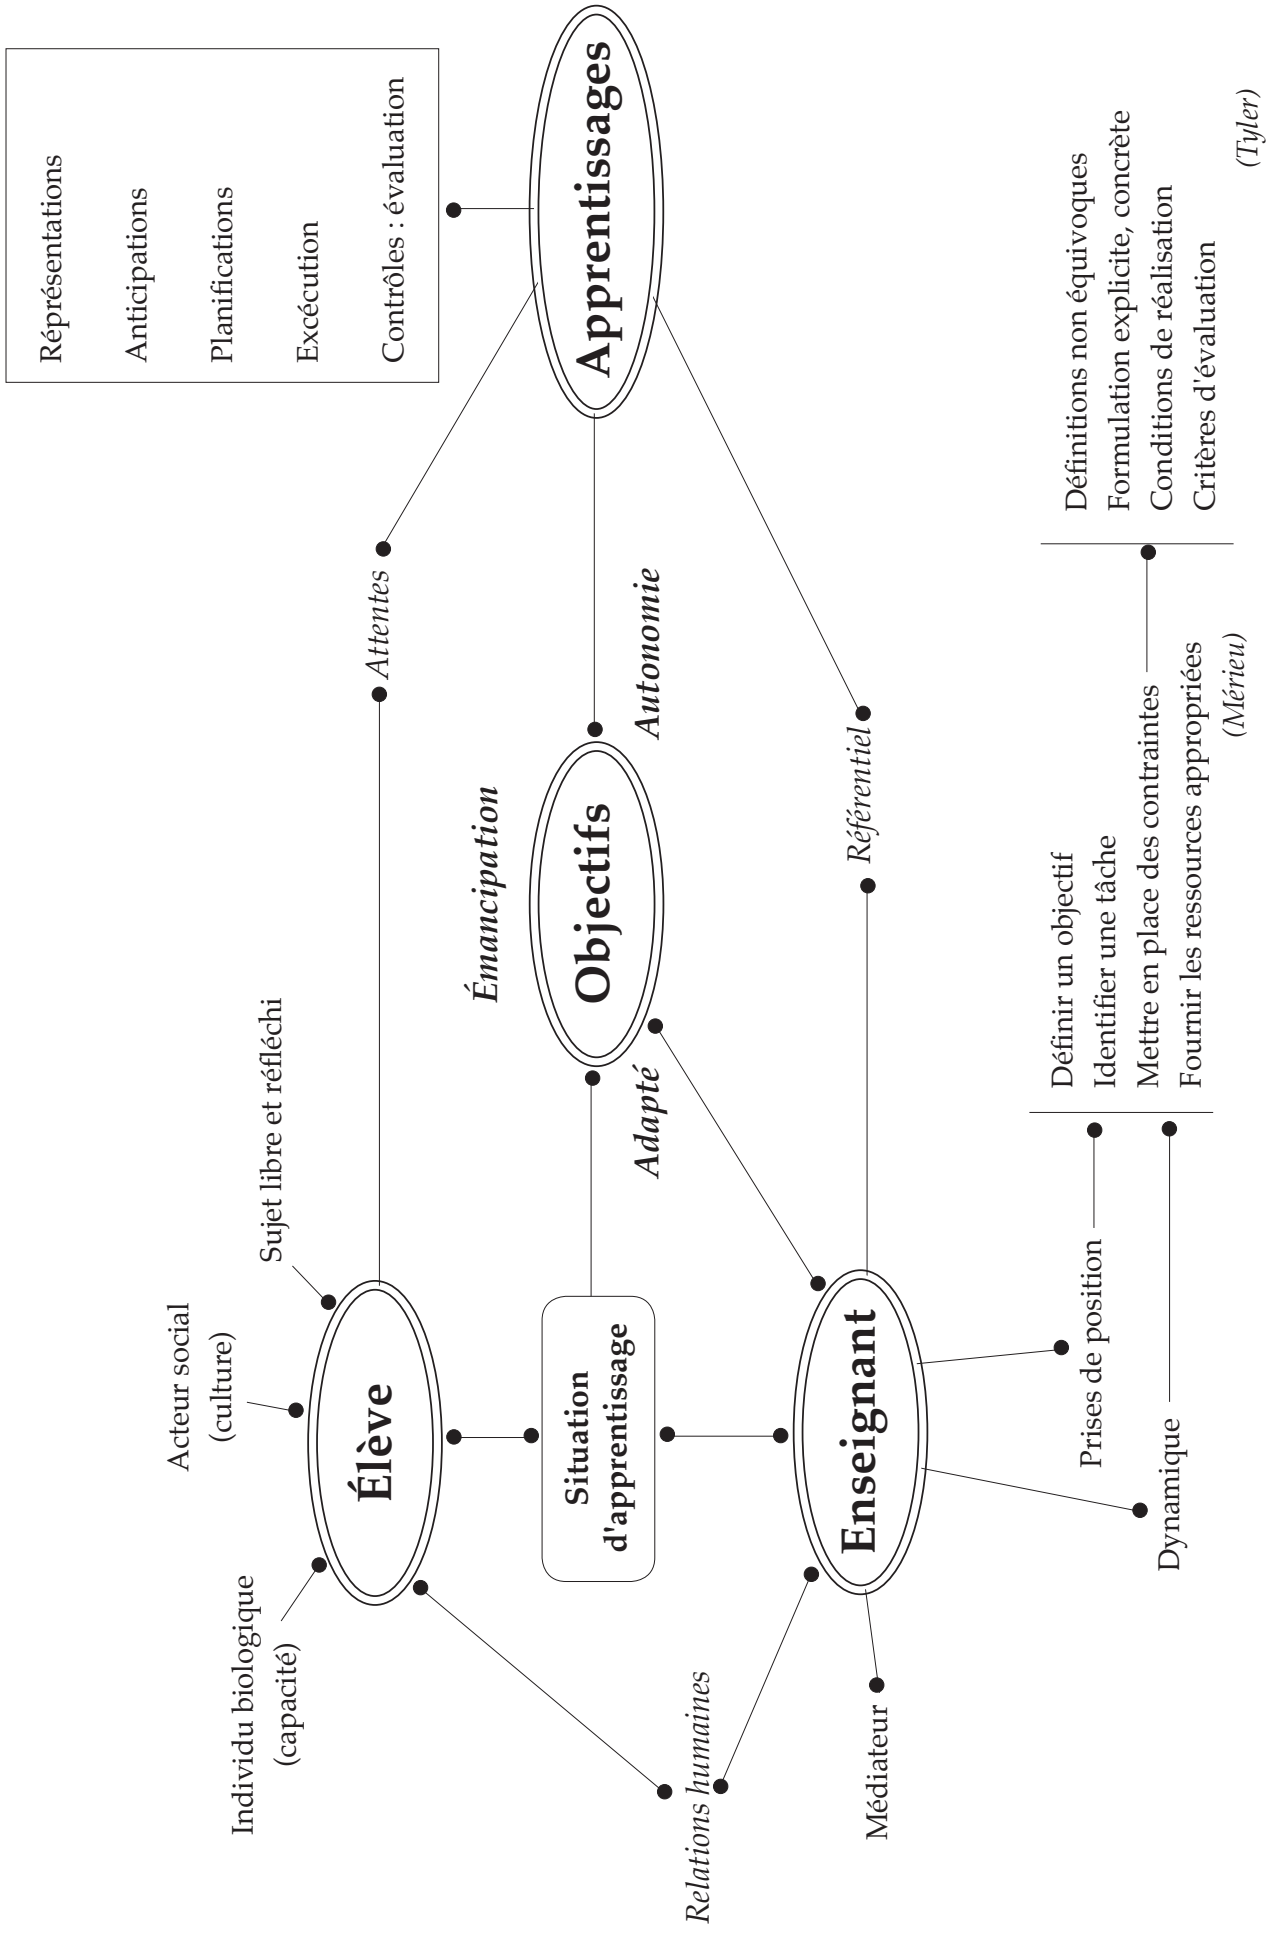 Individu biologique
(capacité)
Acteur social
(culture)
Sujet libre et réfléchi
Élève
Attentes
Réprésentations
Anticipations
Planifications
Excécution
Contrôles : évaluation
Relations humaines
Situation
d'apprentissage
Émancipation
Objectifs
Adapté
Autonomie
Apprentissages
Médiateur
Enseignant
Référentiel
Dynamique
Prises de position
Définir un objectif
Identifier une tâche
Mettre en place des contraintes
Fournir les ressources appropriées
(Mérieu)
Définitions non équivoques
Formulation explicite, concrète
Conditions de réalisation
Critères d'évaluation
(Tyler)